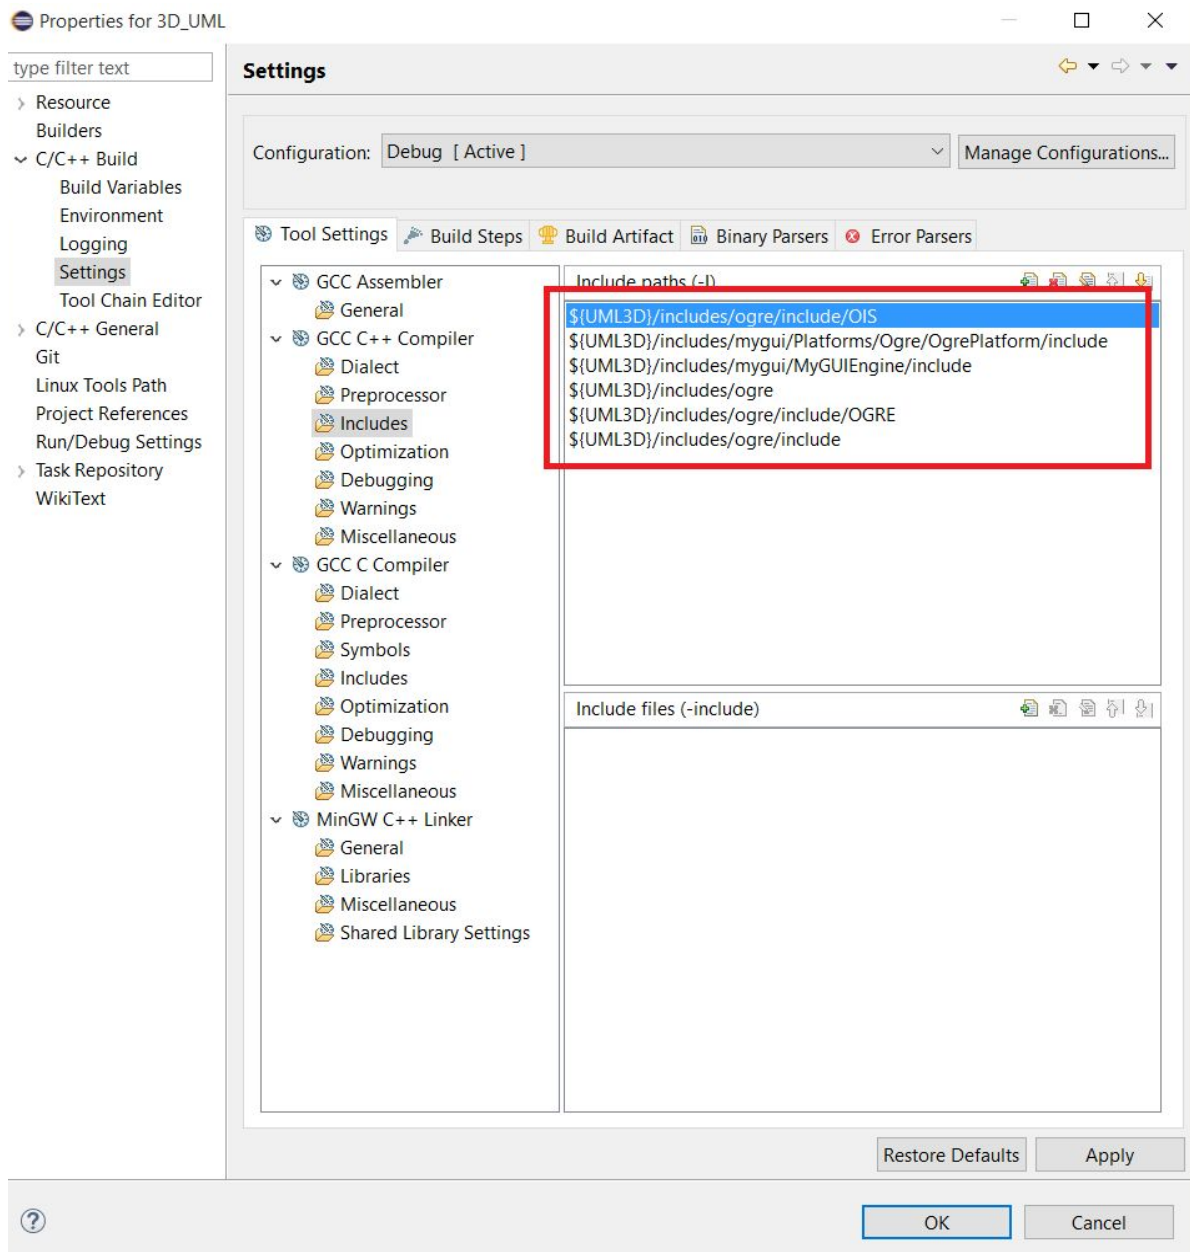 Properties for 3D_UML
type filter text
Resource
Builders
C/C++ Build
Build Variables
Environment
Logging
Settings
Tool Chain Editor
C/C++ General
Git
Linux Tools Path
Project References
Run/Debug Settings
Task Repository
WikiText
Settings
Configuration: Debug [ Active ] Manage Configurations...
Tool Settings Build Steps Build Artifact Binary Parsers Error Parsers
GCC Assembler
General
GCC C++ Compiler
Dialect
Preprocessor
Includes
Optimization
Debugging
Warnings
Miscellaneous
GCC C Compiler
Dialect
Preprocessor
Symbols
Includes
Optimization
Debugging
Warnings
Miscellaneous
MinGW C++ Linker
General
Libraries
Miscellaneous
Shared Library Settings
Include paths (-I)
${UML3D}/includes/ogre/include/OIS
${UML3D}/includes/mygui/Platforms/Ogre/OgrePlatform/include
${UML3D}/includes/mygui/MyGUIEngine/include
${UML3D}/includes/ogre
${UML3D}/includes/ogre/include/OGRE
${UML3D}/includes/ogre/include
Include files (-include)
Restore Defaults Apply
OK Cancel